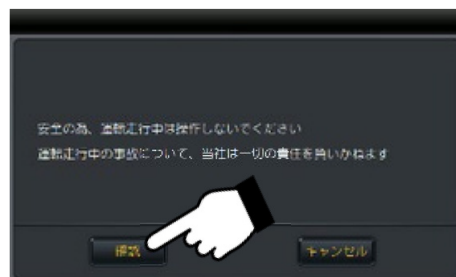 安全の為、運転走行中は操作しないでください
運転走行中の事故について、当社は一切の責任を負いかねます
確認
キャンセル